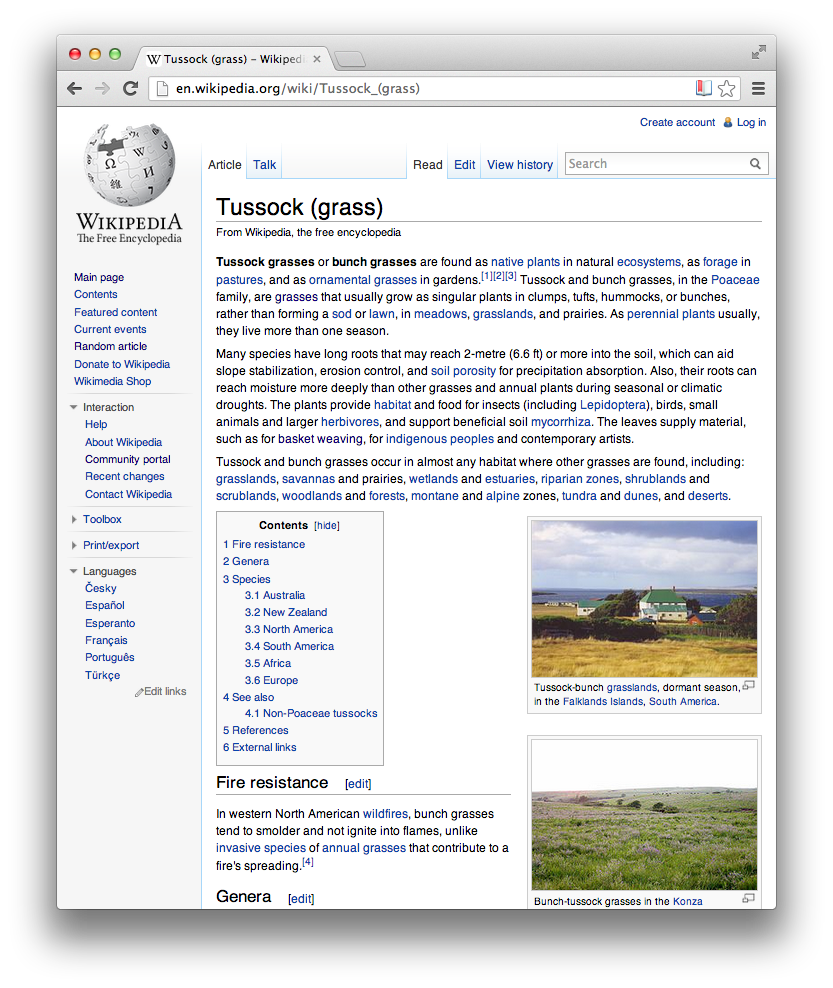 Tussock (grass) – Wikipedi
en.wikipedia.org/wiki/Tussock_(grass)
Create account Log in
Article Talk Read Edit View history Search
WIKIPEDIA
The Free Encyclopedia
Main page
Contents
Featured content
Current events
Random article
Donate to Wikipedia
Wikimedia Shop
Interaction
Help
About Wikipedia
Community portal
Recent changes
Contact Wikipedia
Toolbox
Print/export
Languages
Česky
Español
Esperanto
Français
Português
Türkçe
Edit links
Tussock (grass)
From Wikipedia, the free encyclopedia
Tussock grasses or bunch grasses are found as native plants in natural ecosystems, as forage in
pastures, and as ornamental grasses in gardens.[1][2][3] Tussock and bunch grasses, in the Poaceae
family, are grasses that usually grow as singular plants in clumps, tufts, hummocks, or bunches,
rather than forming a sod or lawn, in meadows, grasslands, and prairies. As perennial plants usually,
they live more than one season.
Many species have long roots that may reach 2-metre (6.6 ft) or more into the soil, which can aid
slope stabilization, erosion control, and soil porosity for precipitation absorption. Also, their roots can
reach moisture more deeply than other grasses and annual plants during seasonal or climatic
droughts. The plants provide habitat and food for insects (including Lepidoptera), birds, small
animals and larger herbivores, and support beneficial soil mycorrhiza. The leaves supply material,
such as for basket weaving, for indigenous peoples and contemporary artists.
Tussock and bunch grasses occur in almost any habitat where other grasses are found, including:
grasslands, savannas and prairies, wetlands and estuaries, riparian zones, shrublands and
scrublands, woodlands and forests, montane and alpine zones, tundra and dunes, and deserts.
Contents [hide]
1 Fire resistance
2 Genera
3 Species
3.1 Australia
3.2 New Zealand
3.3 North America
3.4 South America
3.5 Africa
3.6 Europe
4 See also
4.1 Non-Poaceae tussocks
5 References
6 External links
Tussock-bunch grasslands, dormant season,
in the Falklands Islands, South America.
Fire resistance [edit]
In western North American wildfires, bunch grasses
tend to smolder and not ignite into flames, unlike
invasive species of annual grasses that contribute to a
fire's spreading.[4]
Genera [edit]
Bunch-tussock grasses in the Konza